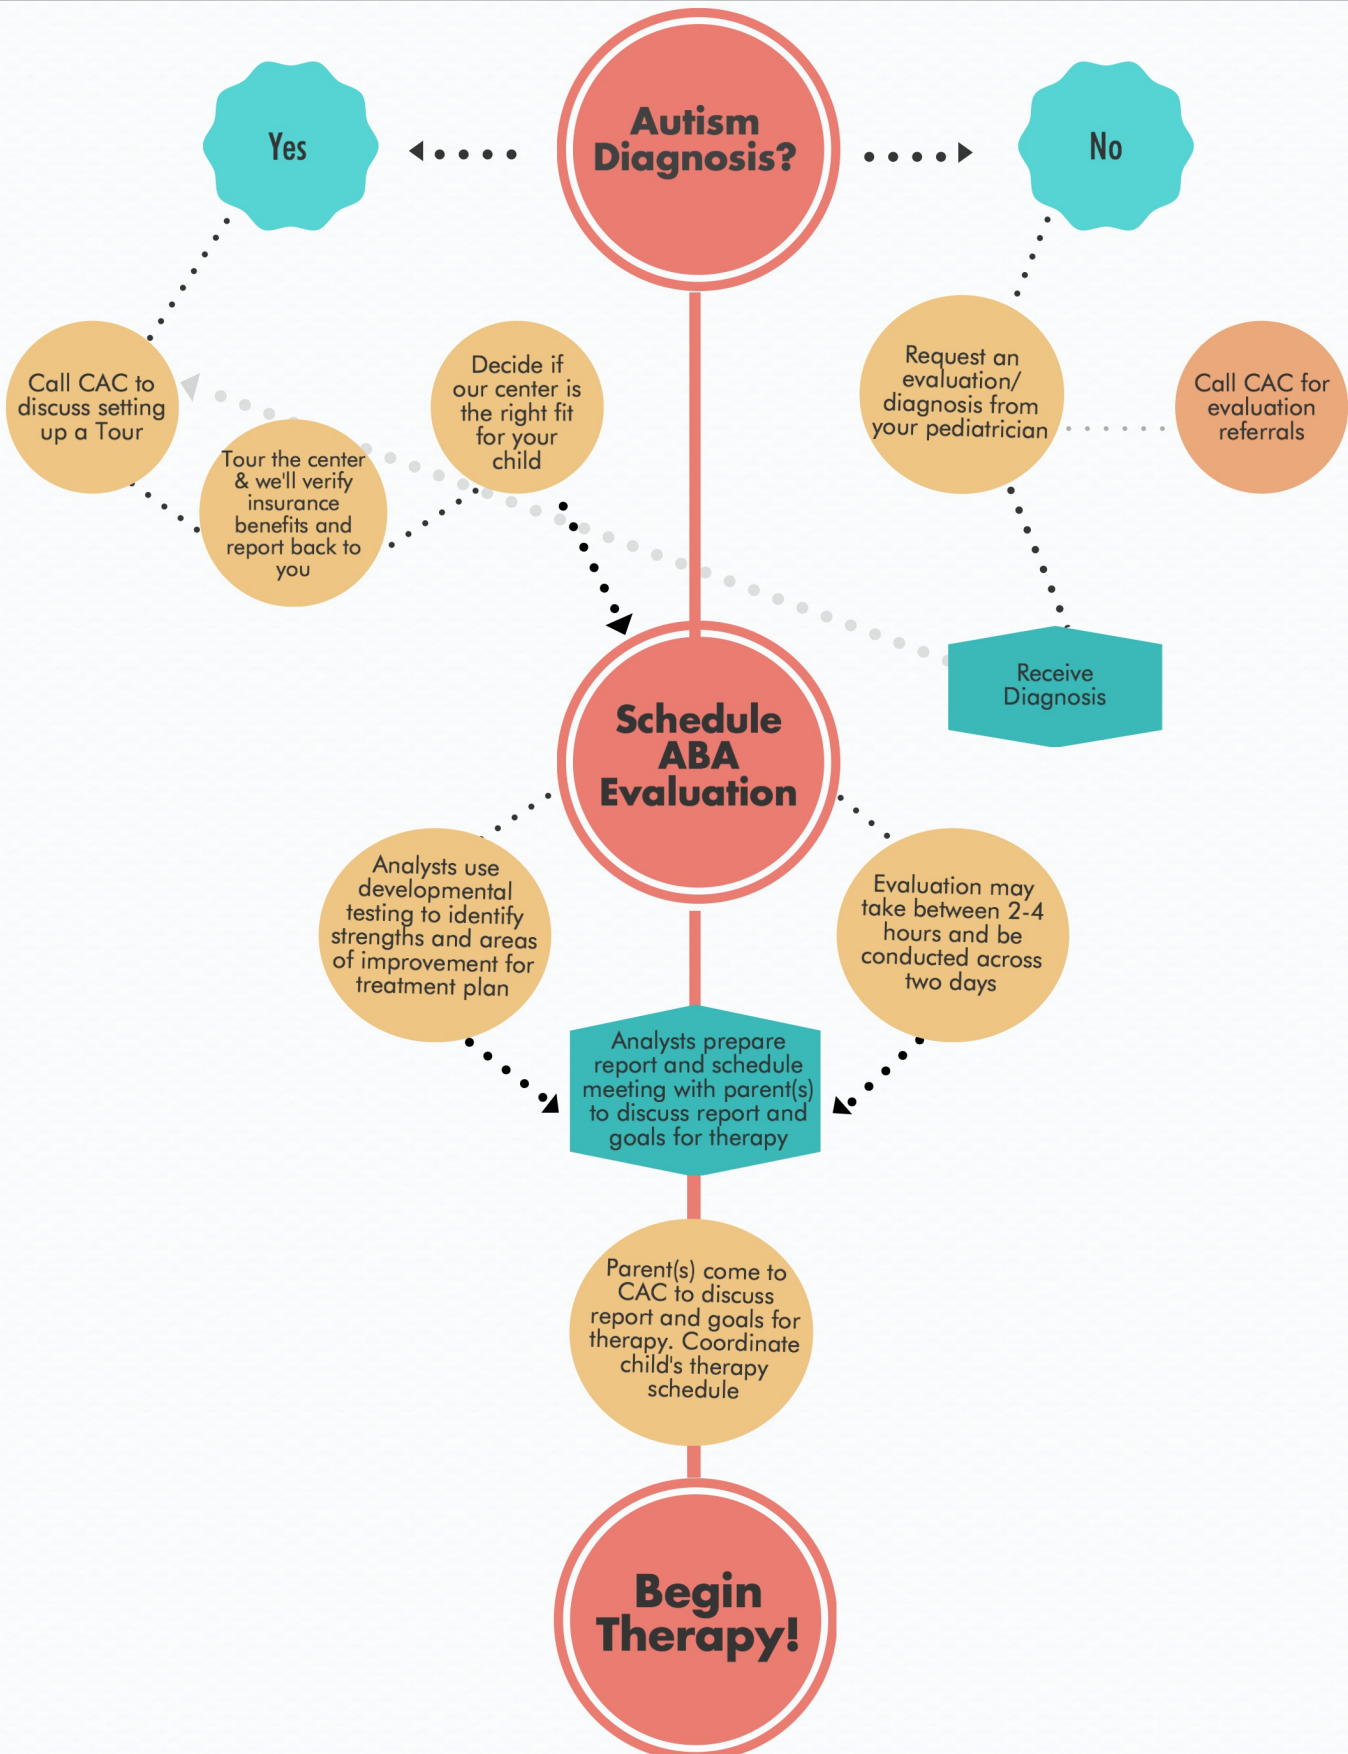 Autism
Diagnosis?
Yes
No
Call CAC to
discuss setting
up a Tour
Tour the center
& we'll verify
insurance
benefits and
report back to
you
Decide if
our center is
the right fit
for your
child
Request an
evaluation/
diagnosis from
your pediatrician
Call CAC for
evaluation
referrals
Receive
Diagnosis
Schedule
ABA
Evaluation
Analysts use
developmental
testing to identify
strengths and areas
of improvement for
treatment plan
Evaluation may
take between 2-4
hours and be
conducted across
two days
Analysts prepare
report and schedule
meeting with parent(s)
to discuss report and
goals for therapy
Parent(s) come to
CAC to discuss
report and goals for
therapy. Coordinate
child's therapy
schedule
Begin
Therapy!